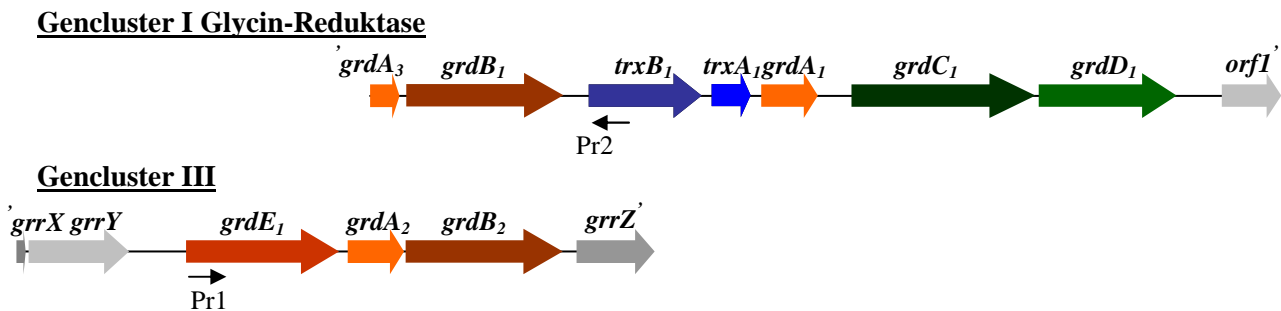 Gencluster I Glycin-Reduktase
'grdA3 grdB1 trxB1 trxA1 grdA1 grdC1 grdD1 orf1'
Pr2
Gencluster III
'grrX grrY grdE1 grdA2 grdB2 grrZ'
Pr1